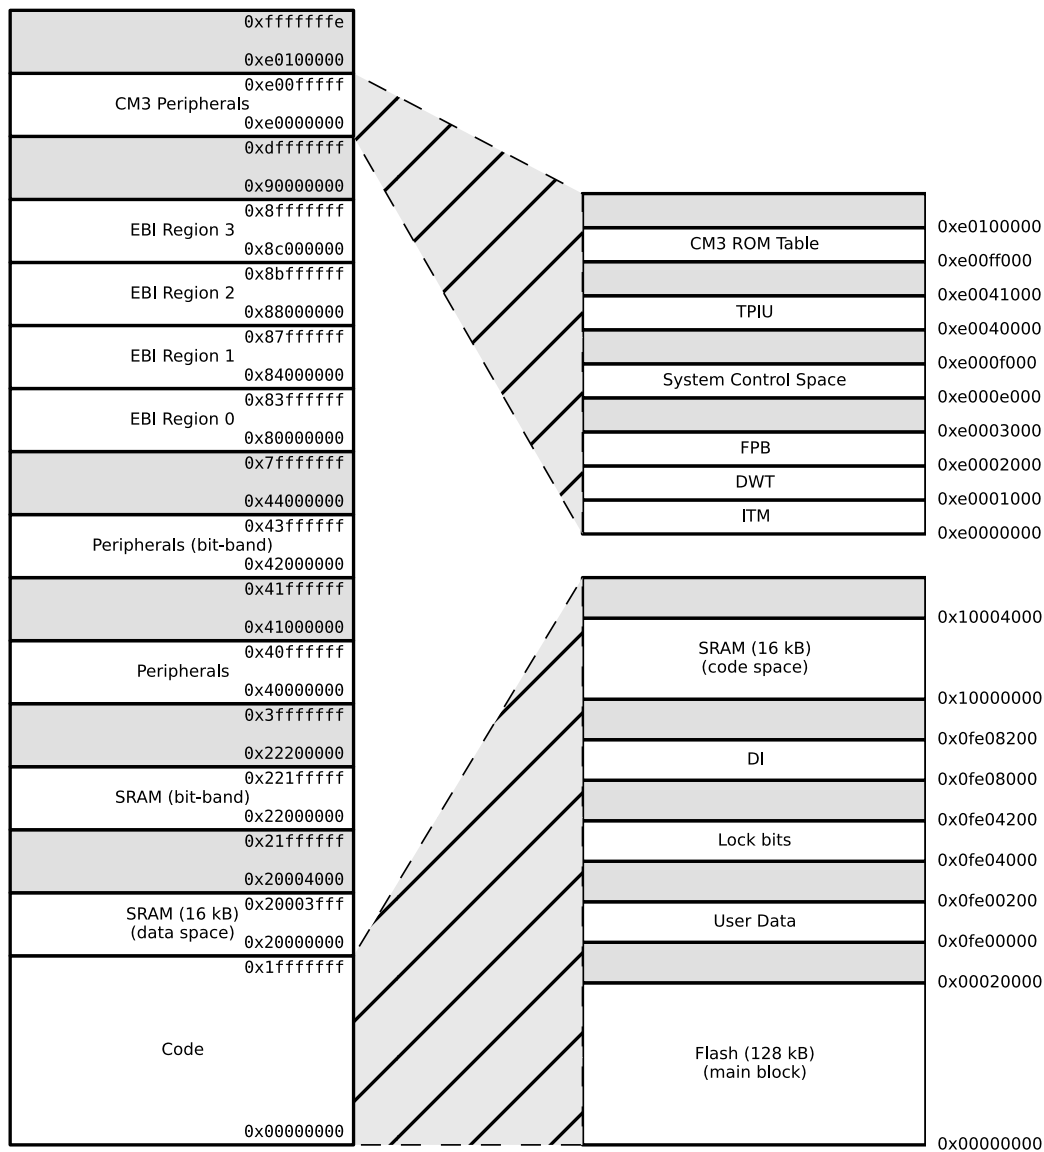 0xfffffffe
0xe0100000
0xe00fffff
CM3 Peripherals
0xe0000000
0xdfffffff
0x90000000
0x8fffffff
EBI Region 3
0x8c000000
0x8bffffff
EBI Region 2
0x88000000
0x87ffffff
EBI Region 1
0x84000000
0x83ffffff
EBI Region 0
0x80000000
0x7fffffff
0x44000000
0x43ffffff
Peripherals (bit-band)
0x42000000
0x41ffffff
0x41000000
0x40ffffff
Peripherals
0x40000000
0x3fffffff
0x22200000
0x221fffff
SRAM (bit-band)
0x22000000
0x21ffffff
0x20004000
0x20003fff
SRAM (16 kB)
(data space)
0x20000000
0x1fffffff
Code
0x00000000
0xe0100000
CM3 ROM Table
0xe00ff000
0xe0041000
TPIU
0xe0040000
0xe000f000
System Control Space
0xe000e000
0xe0003000
FPB
0xe0002000
DWT
0xe0001000
ITM
0xe0000000
0x10004000
SRAM (16 kB)
(code space)
0x10000000
0x0fe08200
DI
0x0fe08000
0x0fe04200
Lock bits
0x0fe04000
0x0fe00200
User Data
0x0fe00000
0x00020000
Flash (128 kB)
(main block)
0x00000000